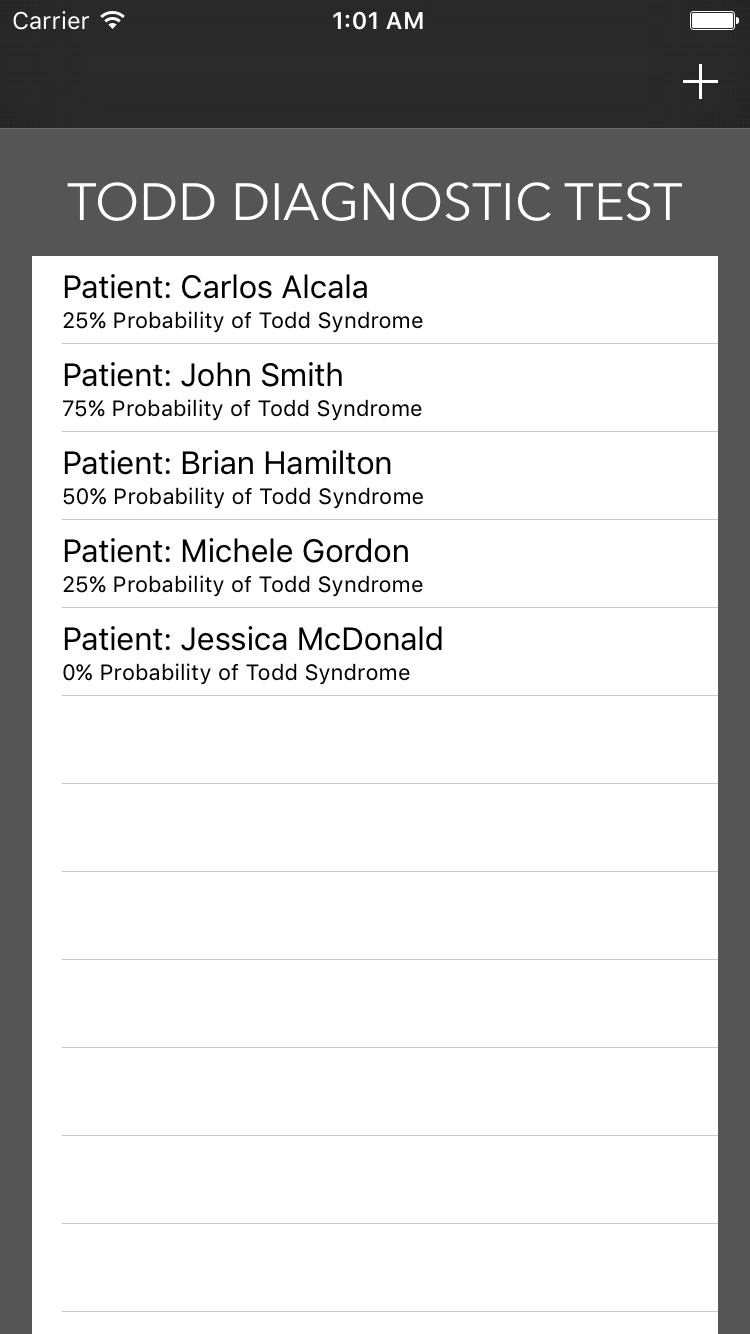 Carrier 1:01 AM
TODD DIAGNOSTIC TEST
Patient: Carlos Alcala
25% Probability of Todd Syndrome
Patient: John Smith
75% Probability of Todd Syndrome
Patient: Brian Hamilton
50% Probability of Todd Syndrome
Patient: Michele Gordon
25% Probability of Todd Syndrome
Patient: Jessica McDonald
0% Probability of Todd Syndrome